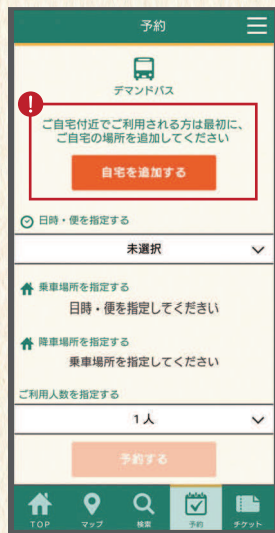 予約
デマンドバス
!
ご自宅付近でご利用される方は最初に、
ご自宅の場所を追加してください
自宅を追加する
日時・便を指定する
未選択
乗車場所を指定する
日時・便を指定してください
降車場所を指定する
乗車場所を指定してください
ご利用人数を指定する
1人
予約する
TOP マップ 検索 予約 チケット